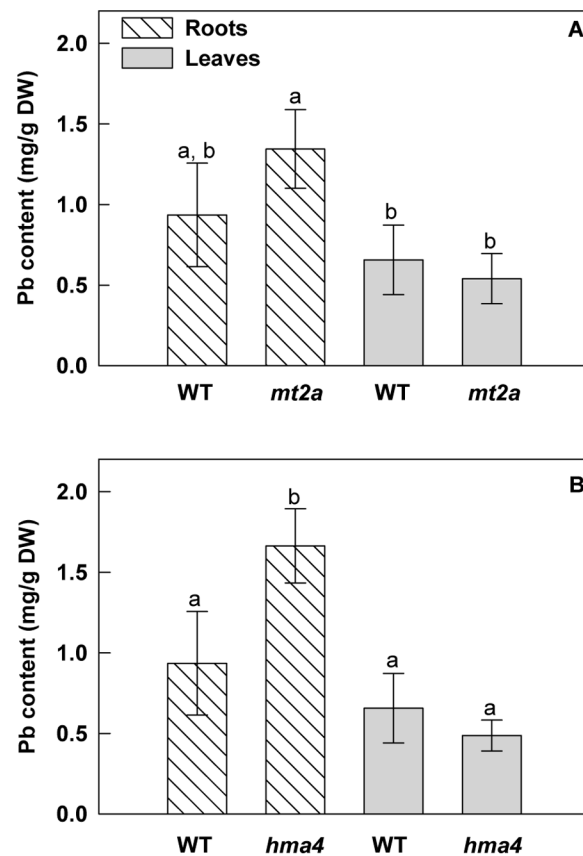 A
Roots
Leaves
Pb content (mg/g DW)
2.0
1.5
1.0
0.5
0.0
a, b
a
b
b
WT
mt2a
WT
mt2a
B
Pb content (mg/g DW)
2.0
1.5
1.0
0.5
0.0
a
b
a
a
WT
hma4
WT
hma4